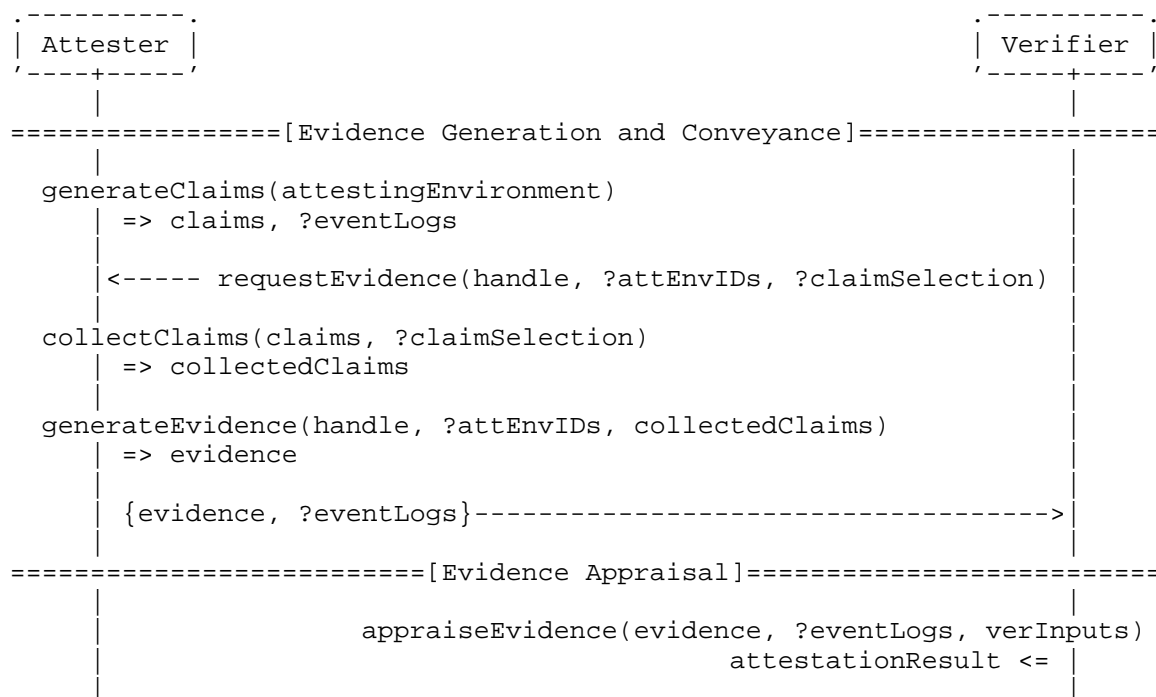 .----------.                                                .----------.
| Attester |                                                | Verifier |
'----+-----'                                                '-----+----'
     |                                                            |
=================[Evidence Generation and Conveyance]===================
     |                                                            |
  generateClaims(attestingEnvironment)                            |
     | => claims, ?eventLogs                                      |
     |                                                            |
     |<----- requestEvidence(handle, ?attEnvIDs, ?claimSelection) |
     |                                                            |
  collectClaims(claims, ?claimSelection)                          |
     | => collectedClaims                                         |
     |                                                            |
  generateEvidence(handle, ?attEnvIDs, collectedClaims)           |
     | => evidence                                                |
     |                                                            |
     | {evidence, ?eventLogs}------------------------------------>|
     |                                                            |
==========================[Evidence Appraisal]==========================
     |                                                            |
     |                appraiseEvidence(evidence, ?eventLogs, verInputs)
     |                                       attestationResult <= |
     |                                                            |